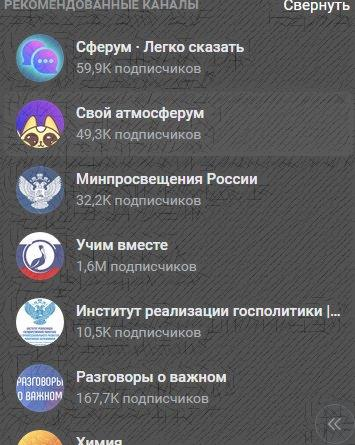 РЕКОМЕНДОВАННЫЕ КАНАЛЫ Свернуть
Сферум · Легко сказать
59,9K подписчиков
Свой атмосферум
49,3K подписчиков
Минпросвещения России
32,2K подписчиков
Учим вместе
1,6M подписчиков
Институт реализации госполитики |...
10,5K подписчиков
РАЗГОВОРЫ
О ВАЖНОМ
Разговоры о важном
167,7K подписчиков
Химия